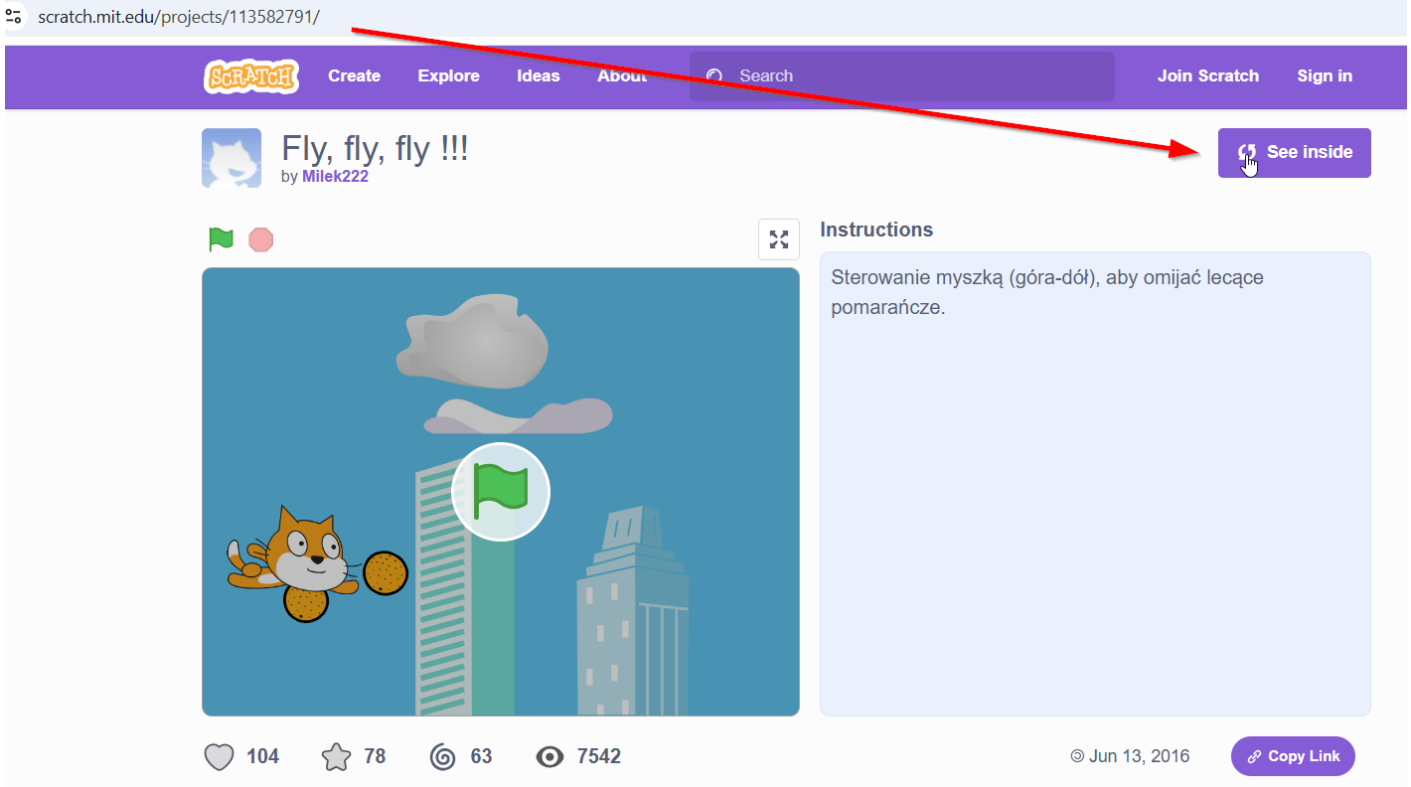 scratch.mit.edu/projects/113582791/
SCRATCH Create Explore Ideas About Search Join Scratch Sign in
Fly, fly, fly !!!
by Milek222
See inside
Instructions
Sterowanie myszką (góra-dół), aby omijać lecące
pomarańcze.
104 78 63 7542 © Jun 13, 2016 Copy Link